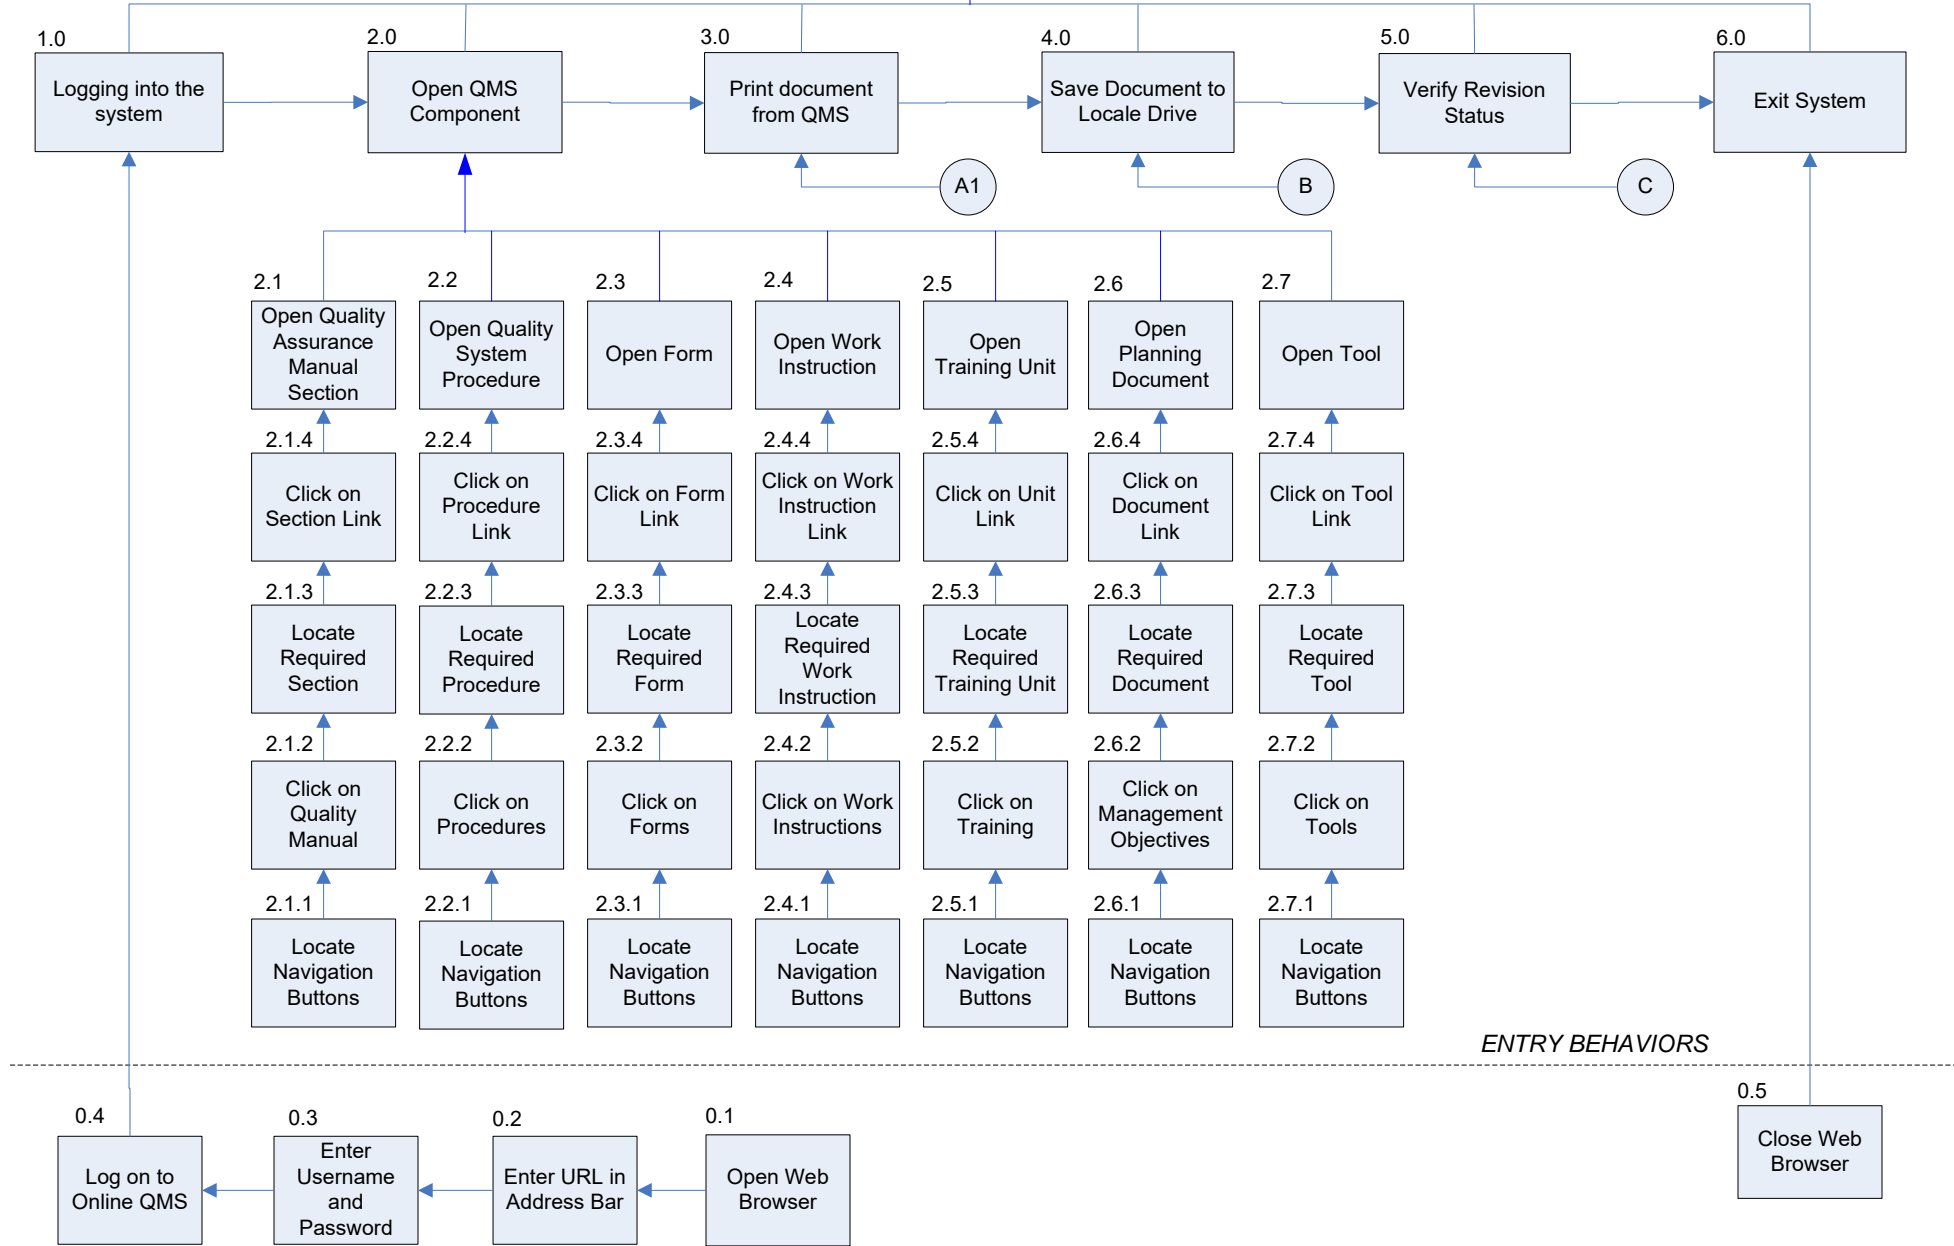 1.0
Logging into the
system
2.0
Open QMS
Component
3.0
Print document
from QMS
4.0
Save Document to
Locale Drive
5.0
Verify Revision
Status
6.0
Exit System
A1
B
C
2.1
Open Quality
Assurance
Manual
Section
2.2
Open Quality
System
Procedure
2.3
Open Form
2.4
Open Work
Instruction
2.5
Open
Training Unit
2.6
Open
Planning
Document
2.7
Open Tool
2.1.4
Click on
Section Link
2.2.4
Click on
Procedure
Link
2.3.4
Click on Form
Link
2.4.4
Click on Work
Instruction
Link
2.5.4
Click on Unit
Link
2.6.4
Click on
Document
Link
2.7.4
Click on Tool
Link
2.1.3
Locate
Required
Section
2.2.3
Locate
Required
Procedure
2.3.3
Locate
Required
Form
2.4.3
Locate
Required
Work
Instruction
2.5.3
Locate
Required
Training Unit
2.6.3
Locate
Required
Document
2.7.3
Locate
Required
Tool
2.1.2
Click on
Quality
Manual
2.2.2
Click on
Procedures
2.3.2
Click on
Forms
2.4.2
Click on Work
Instructions
2.5.2
Click on
Training
2.6.2
Click on
Management
Objectives
2.7.2
Click on
Tools
2.1.1
Locate
Navigation
Buttons
2.2.1
Locate
Navigation
Buttons
2.3.1
Locate
Navigation
Buttons
2.4.1
Locate
Navigation
Buttons
2.5.1
Locate
Navigation
Buttons
2.6.1
Locate
Navigation
Buttons
2.7.1
Locate
Navigation
Buttons
ENTRY BEHAVIORS
0.4
Log on to
Online QMS
0.3
Enter
Username
and
Password
0.2
Enter URL in
Address Bar
0.1
Open Web
Browser
0.5
Close Web
Browser